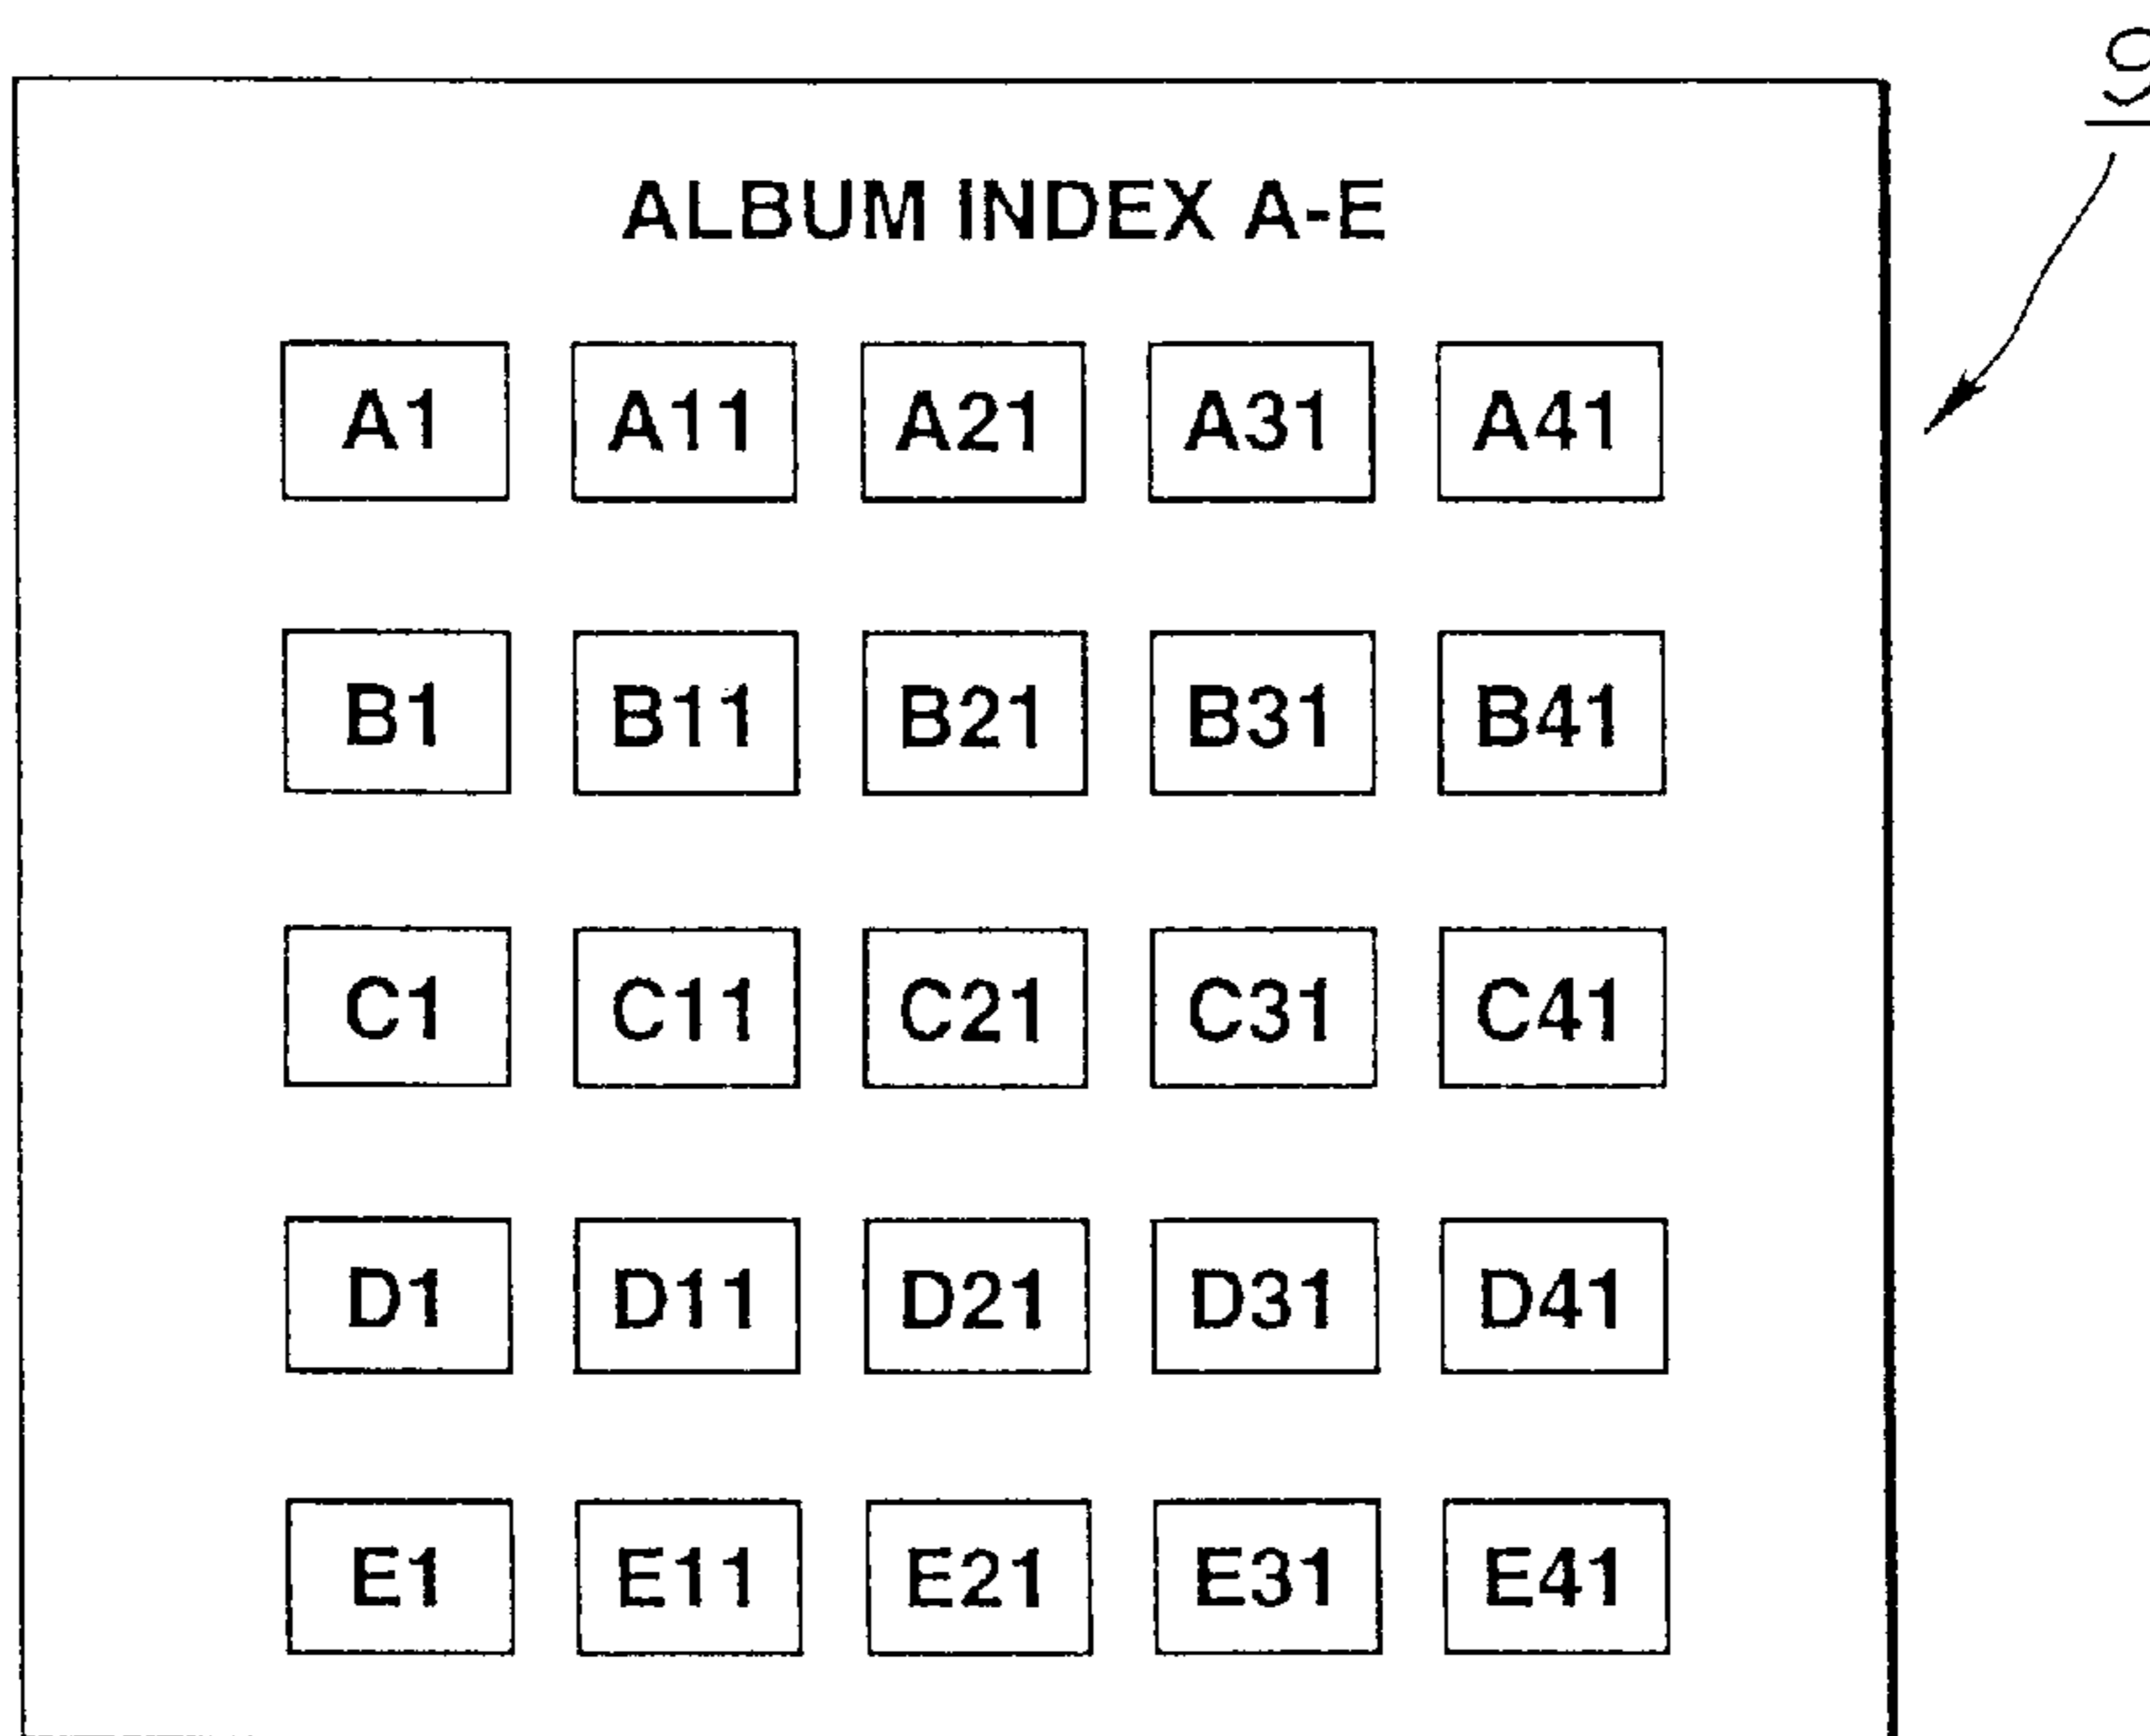 ALBUM INDEX A-E
A1 A11 A21 A31 A41
B1 B11 B21 B31 B41
C1 C11 C21 C31 C41
D1 D11 D21 D31 D41
E1 E11 E21 E31 E41